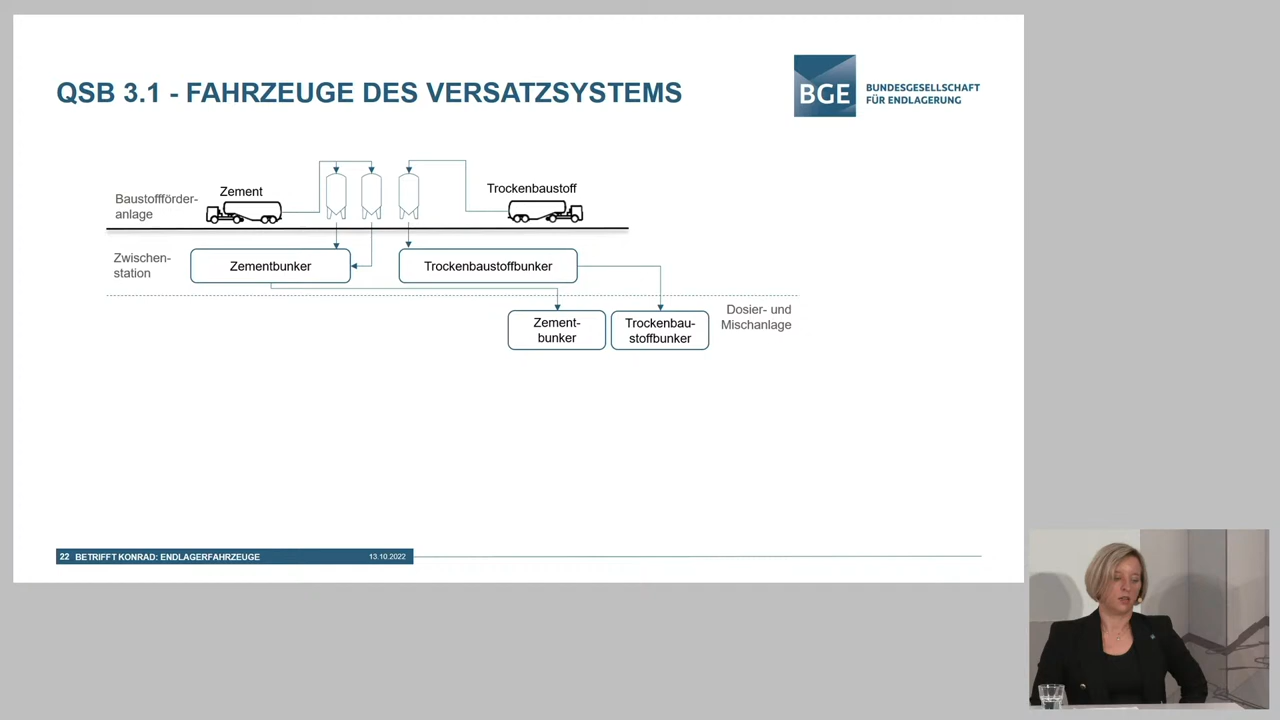 QSB 3.1 - FAHRZEUGE DES VERSATZSYSTEMS
BGE
BUNDESGESELLSCHAFT
FÜR ENDLAGERUNG
Baustoffförder-
anlage
Zement
Trockenbaustoff
Zwischen-
station
Zementbunker
Trockenbaustoffbunker
Zement-
bunker
Trockenbau-
stoffbunker
Dosier- und
Mischanlage
22 BETRIFFT KONRAD: ENDLAGERFAHRZEUGE 13.10.2022